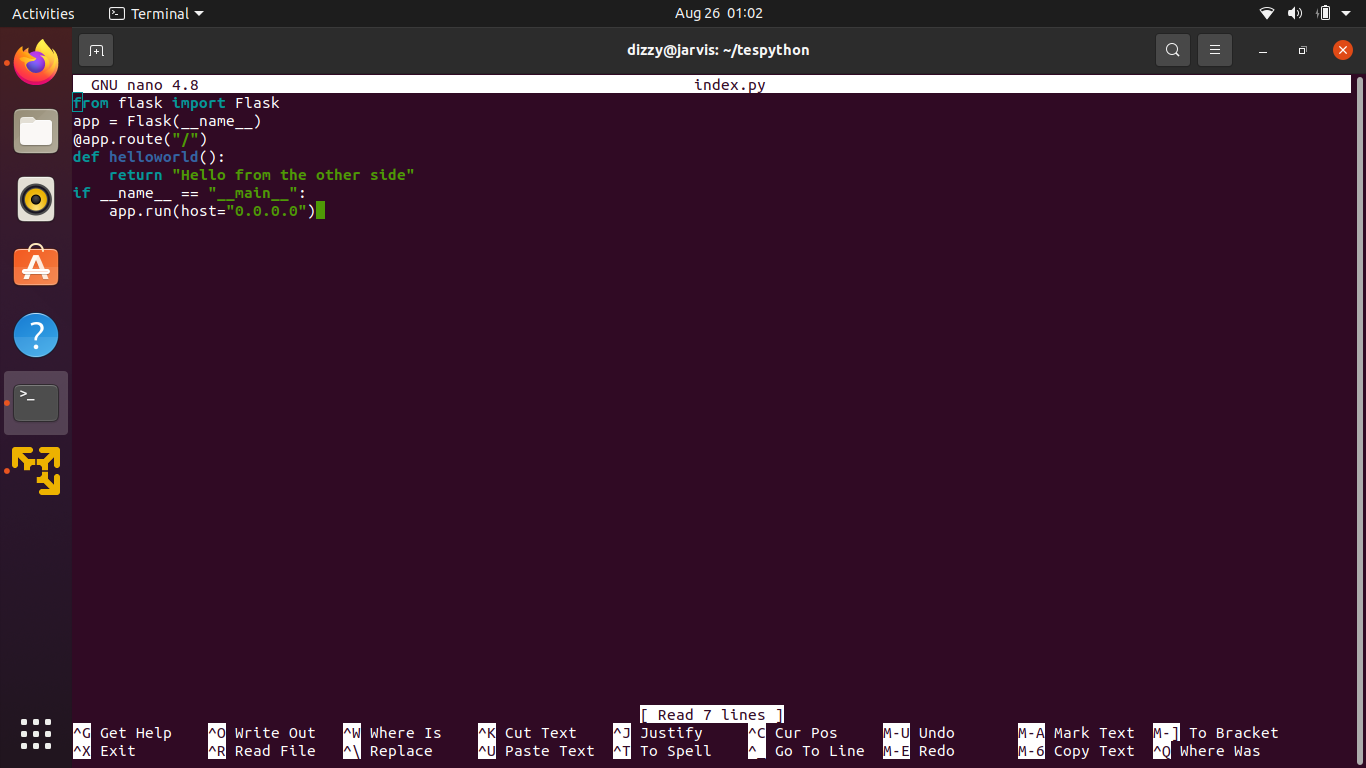 Activities Terminal Aug 26 01:02
dizzy@jarvis: ~/tespython
GNU nano 4.8 index.py
from flask import Flask
app = Flask(__name__)
@app.route("/")
def helloworld():
    return "Hello from the other side"
if __name__ == "__main__":
    app.run(host="0.0.0.0")
[ Read 7 lines ]
^G Get Help ^O Write Out ^W Where Is ^K Cut Text ^J Justify ^C Cur Pos M-U Undo M-A Mark Text M-] To Bracket
^X Exit ^R Read File ^\ Replace ^U Paste Text ^T To Spell ^_ Go To Line M-E Redo M-6 Copy Text ^Q Where Was